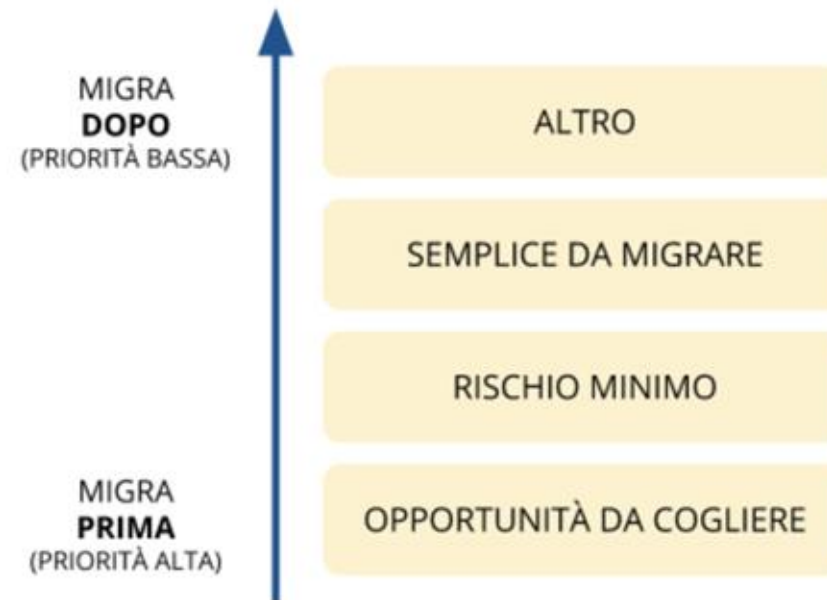 MIGRA
DOPO
(PRIORITÀ BASSA)
ALTRO
SEMPLICE DA MIGRARE
RISCHIO MINIMO
MIGRA
PRIMA
(PRIORITÀ ALTA)
OPPORTUNITÀ DA COGLIERE